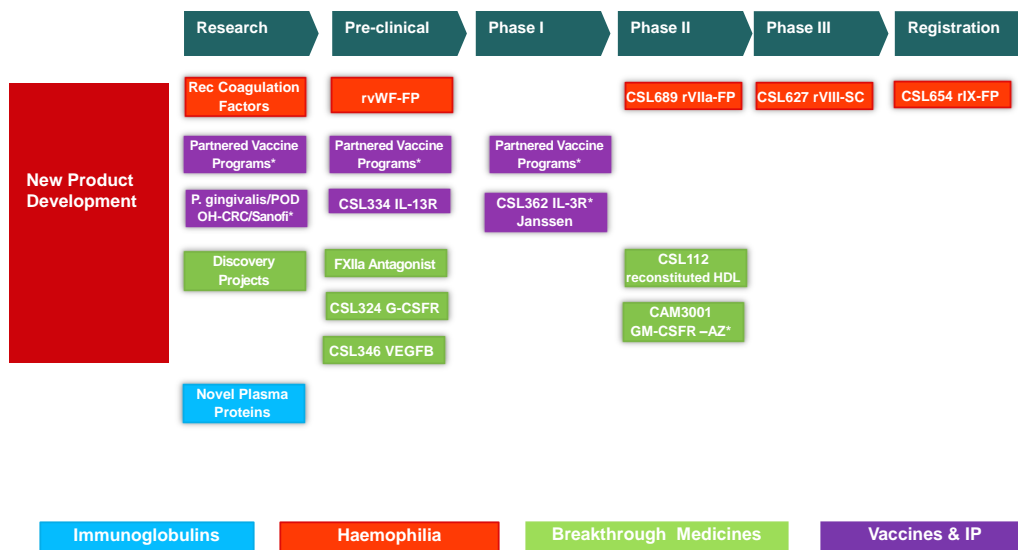 Research
Pre-clinical
Phase I
Phase II
Phase III
Registration
New Product
Development
Rec Coagulation
Factors
rvWF-FP
CSL689 rVIIa-FP
CSL627 rVIII-SC
CSL654 rIX-FP
Partnered Vaccine
Programs*
Partnered Vaccine
Programs*
Partnered Vaccine
Programs*
P. gingivalis/POD
OH-CRC/Sanofi*
CSL334 IL-13R
CSL362 IL-3R*
Janssen
Discovery
Projects
FXIIa Antagonist
CSL112
reconstituted HDL
CSL324 G-CSFR
CAM3001
GM-CSFR –AZ*
CSL346 VEGFB
Novel Plasma
Proteins
Immunoglobulins
Haemophilia
Breakthrough Medicines
Vaccines & IP